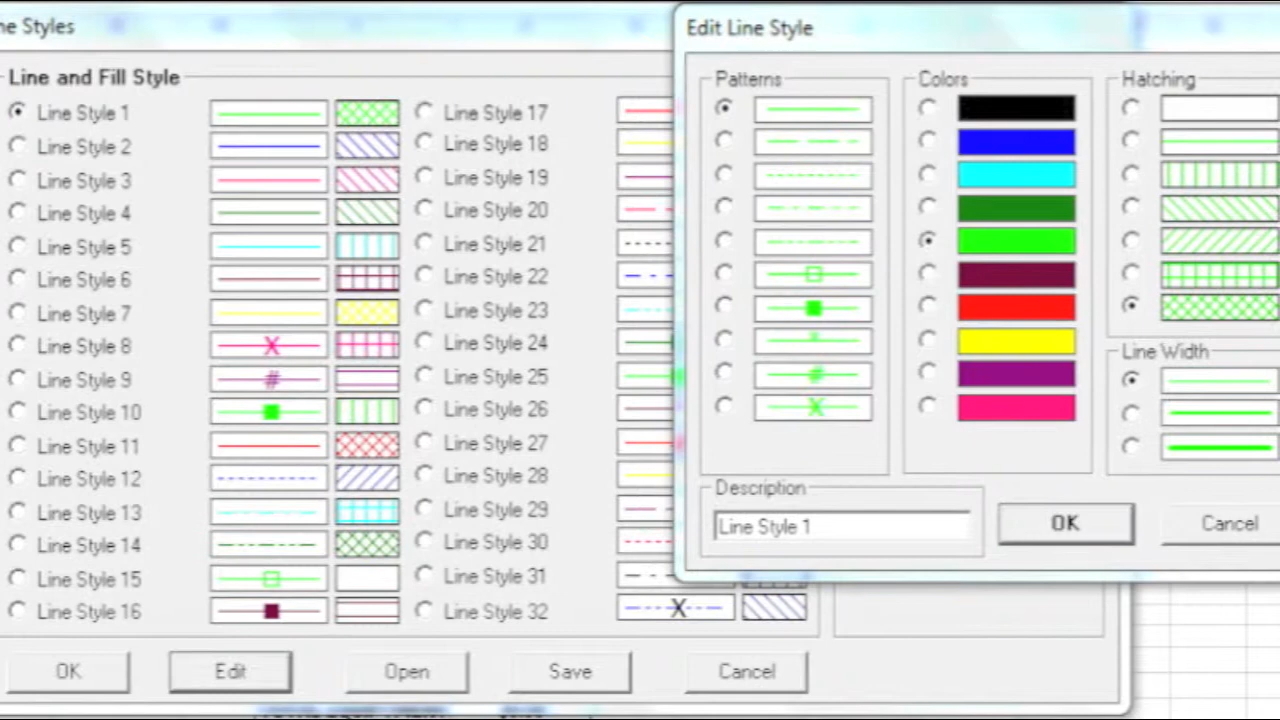 ne Styles
Line and Fill Style
Line Style 1
Line Style 2
Line Style 3
Line Style 4
Line Style 5
Line Style 6
Line Style 7
Line Style 8
Line Style 9
Line Style 10
Line Style 11
Line Style 12
Line Style 13
Line Style 14
Line Style 15
Line Style 16
Line Style 17
Line Style 18
Line Style 19
Line Style 20
Line Style 21
Line Style 22
Line Style 23
Line Style 24
Line Style 25
Line Style 26
Line Style 27
Line Style 28
Line Style 29
Line Style 30
Line Style 31
Line Style 32
OK
Edit
Open
Save
Cancel
Edit Line Style
Patterns
Colors
Hatching
Line Width
Description
Line Style 1
OK
Cancel